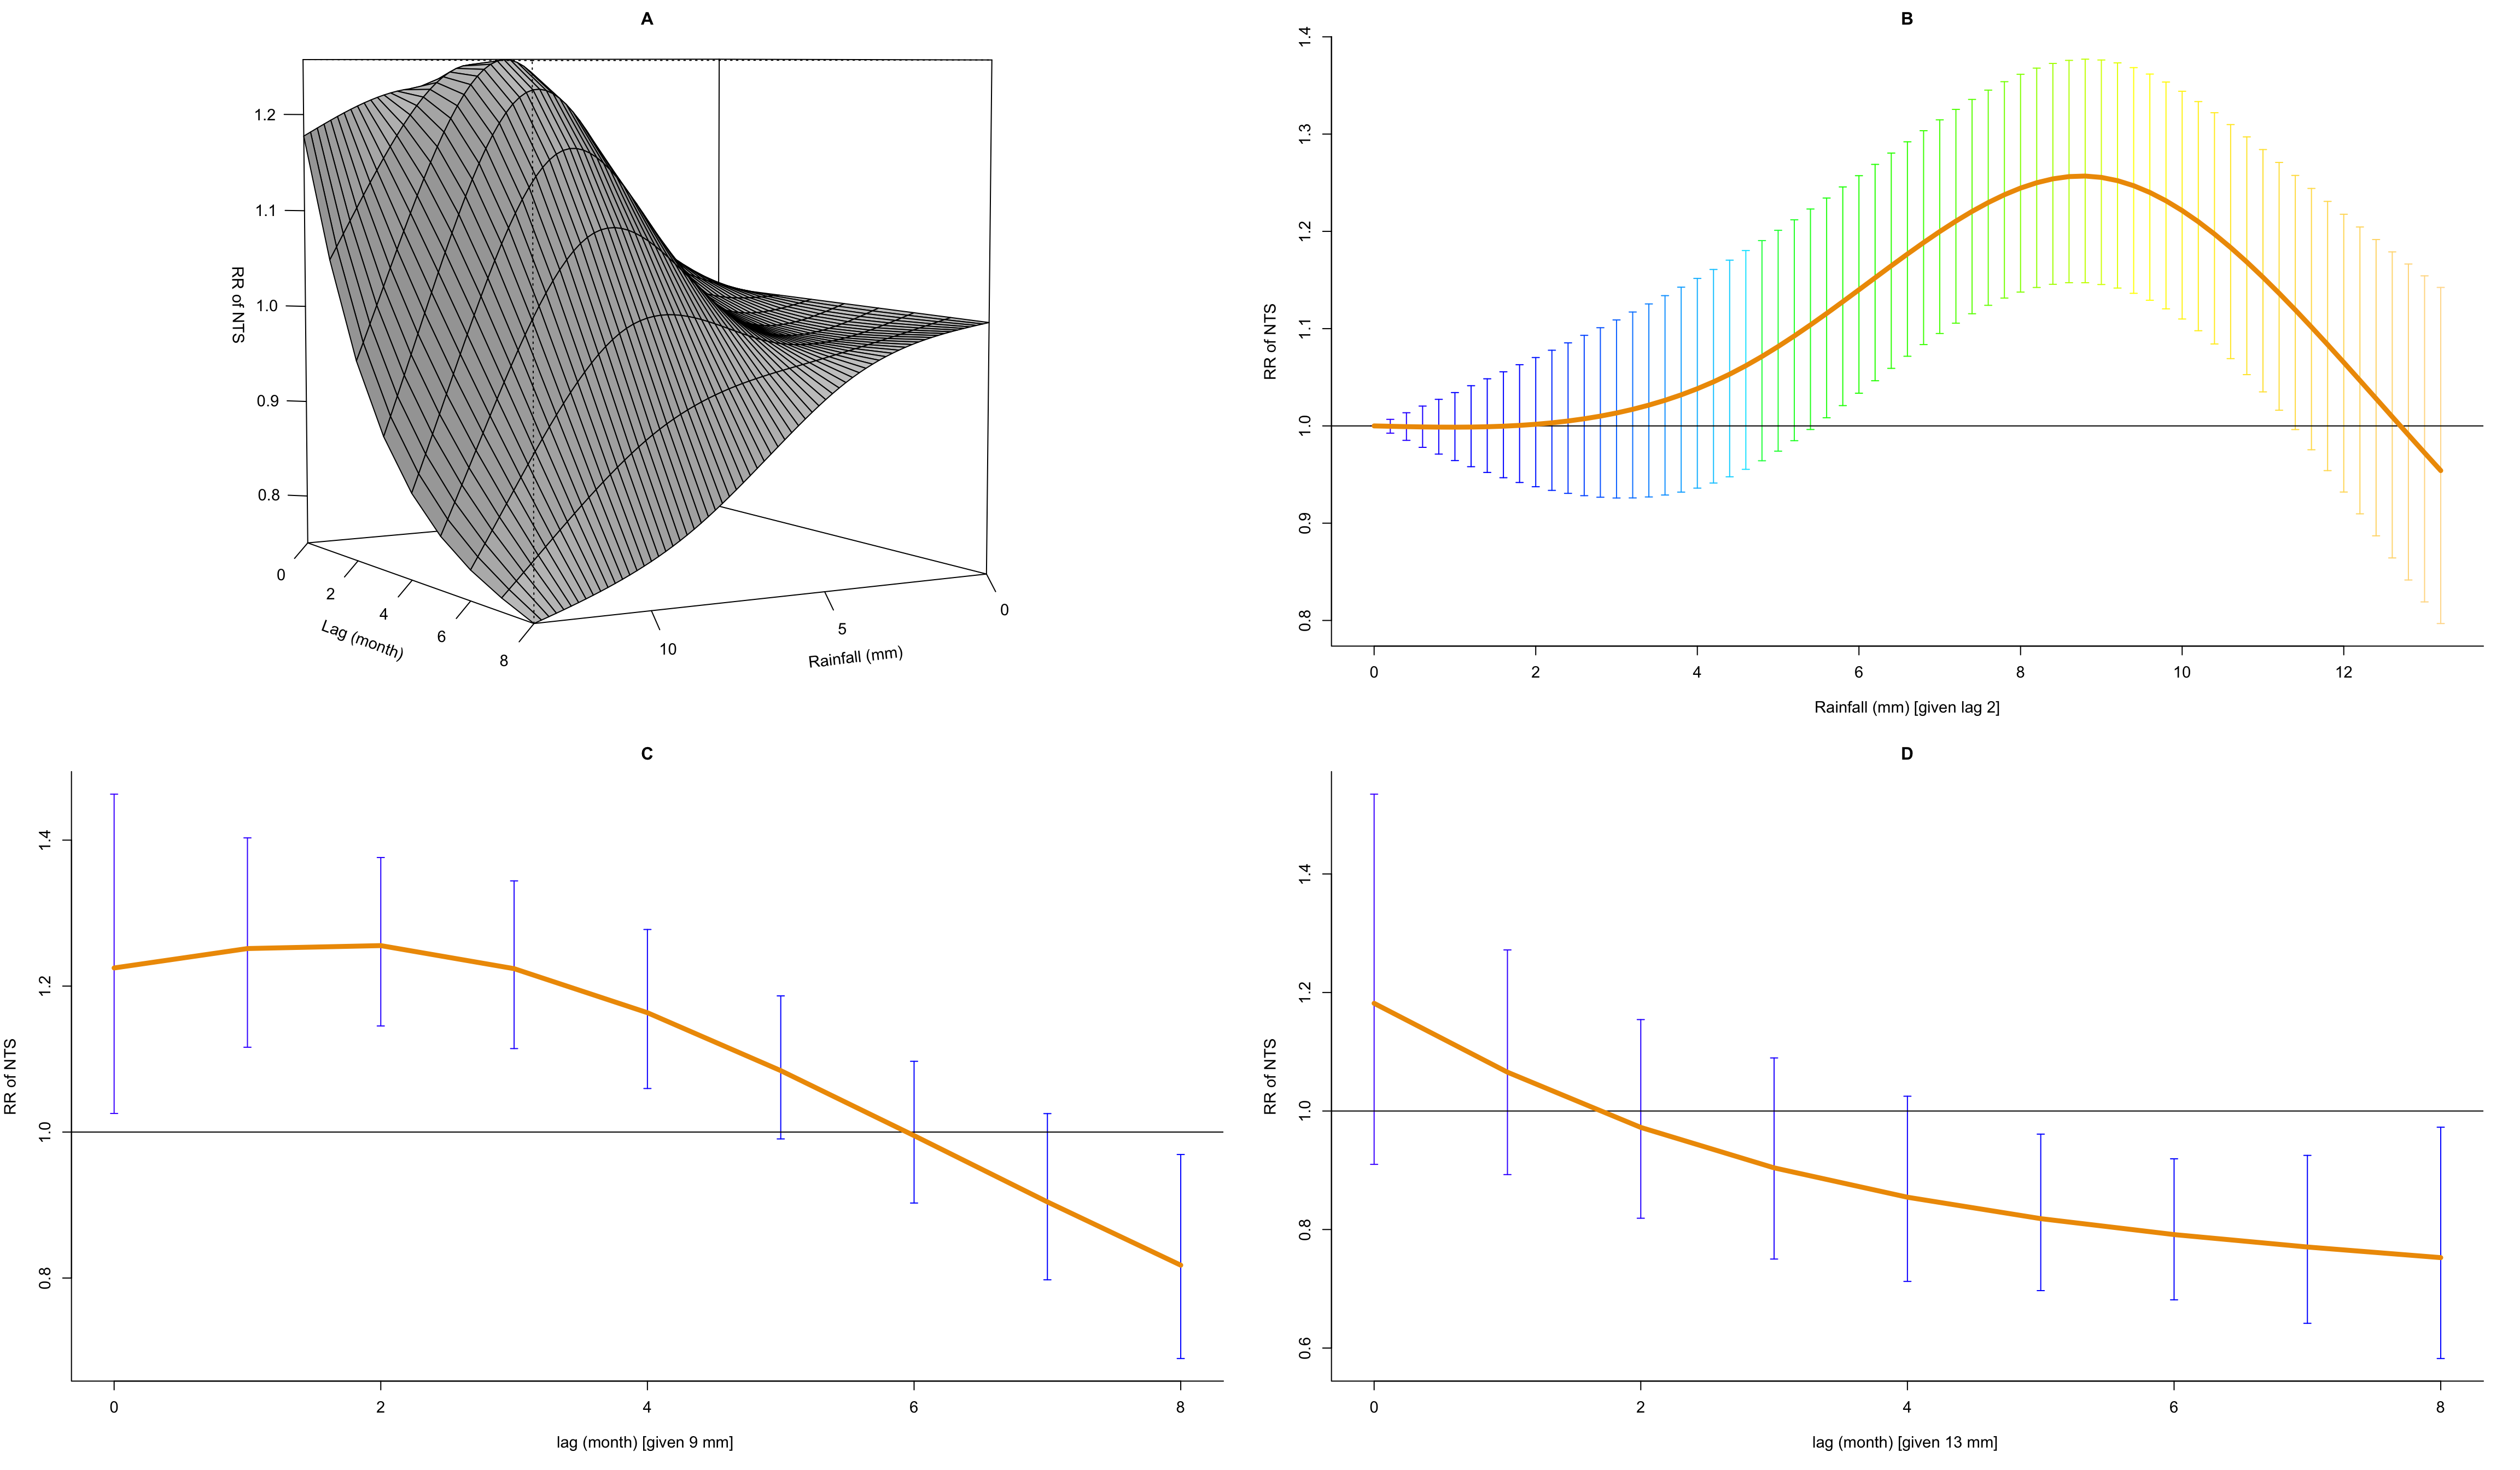 A
1.2
1.1
1.0
0.9
0.8
RR of NTS
0
2
4
6
8
Lag (month)
10
5
0
Rainfall (mm)
B
1.4
1.3
1.2
1.1
1.0
0.9
0.8
RR of NTS
0 2 4 6 8 10 12
Rainfall (mm) [given lag 2]
C
1.4
1.2
1.0
0.8
RR of NTS
0 2 4 6 8
lag (month) [given 9 mm]
D
1.4
1.2
1.0
0.8
0.6
RR of NTS
0 2 4 6 8
lag (month) [given 13 mm]